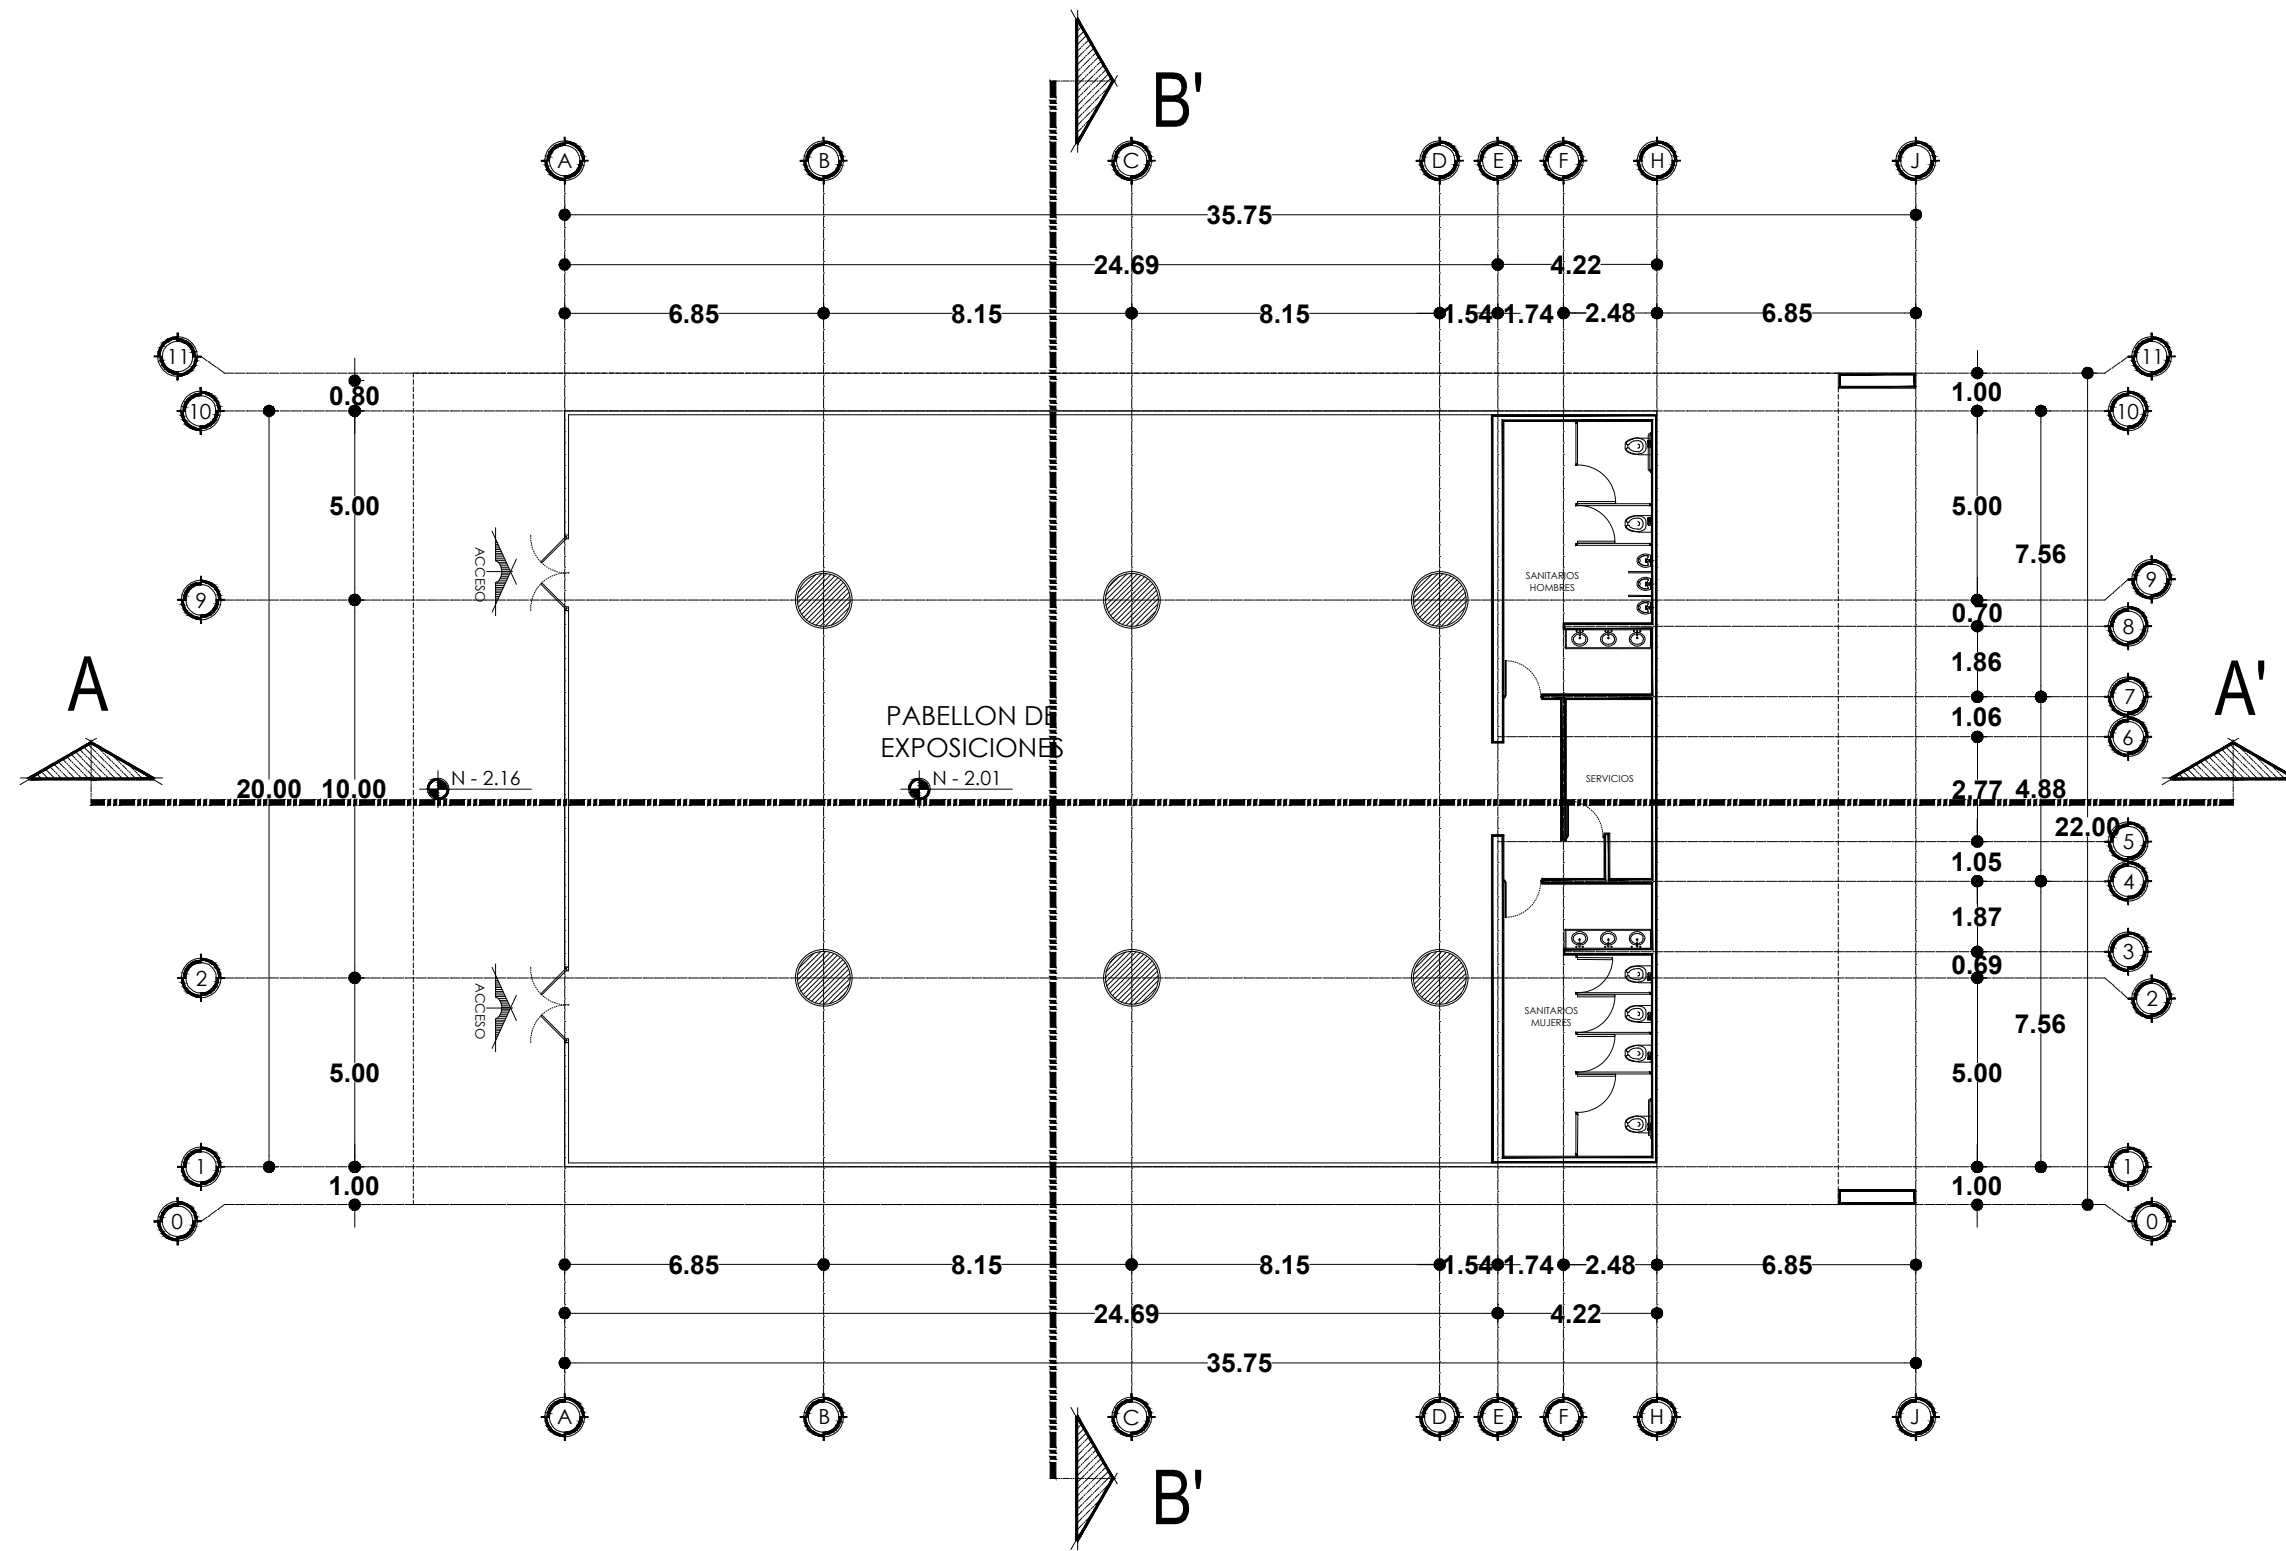 B'
A B C D E F H J
35.75
24.69 4.22
6.85 8.15 8.15 1.54 1.74 2.48 6.85
11 11
0.80 1.00
10 10
5.00 5.00
7.56
ACCESO
SANITARIOS
HOMBRES
9 9
0.70
8
1.86
A A'
7
PABELLON DE
EXPOSICIONES
1.06
6
N - 2.16 N - 2.01 SERVICIOS
20.00 10.00 2.77 4.88
22.00
5
1.05
4
1.87
3
0.69
2 2
ACCESO
SANITARIOS
MUJERES
7.56
5.00 5.00
1 1
1.00 1.00
0 0
6.85 8.15 8.15 1.54 1.74 2.48 6.85
24.69 4.22
35.75
A B C D E F H J
B'